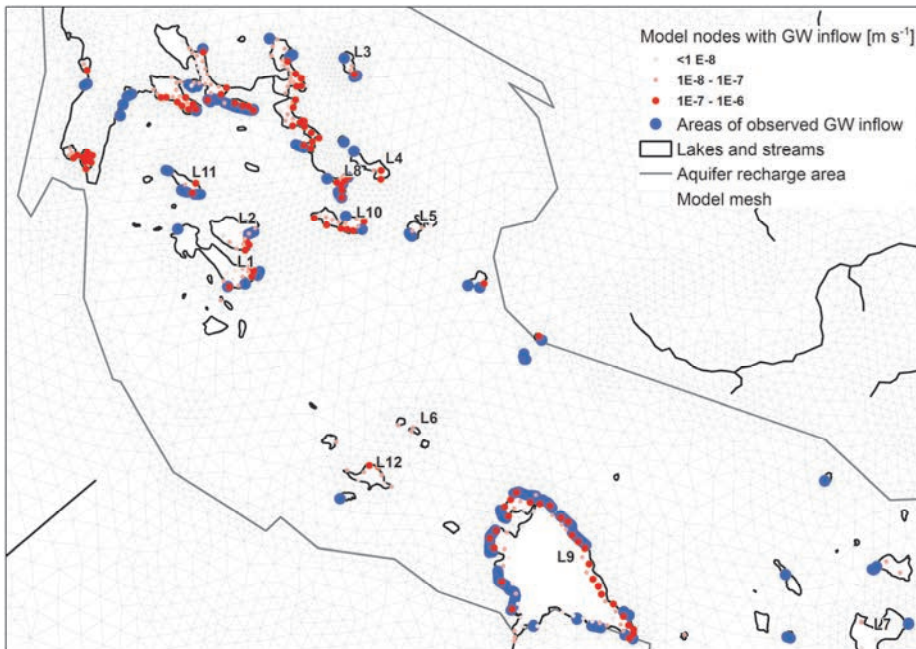 Model nodes with GW inflow [m s⁻¹]
<1 E-8
1E-8 - 1E-7
1E-7 - 1E-6
Areas of observed GW inflow
Lakes and streams
Aquifer recharge area
Model mesh
L3
L4
L8
L11
L10
L5
L2
L1
L6
L12
L9
L7